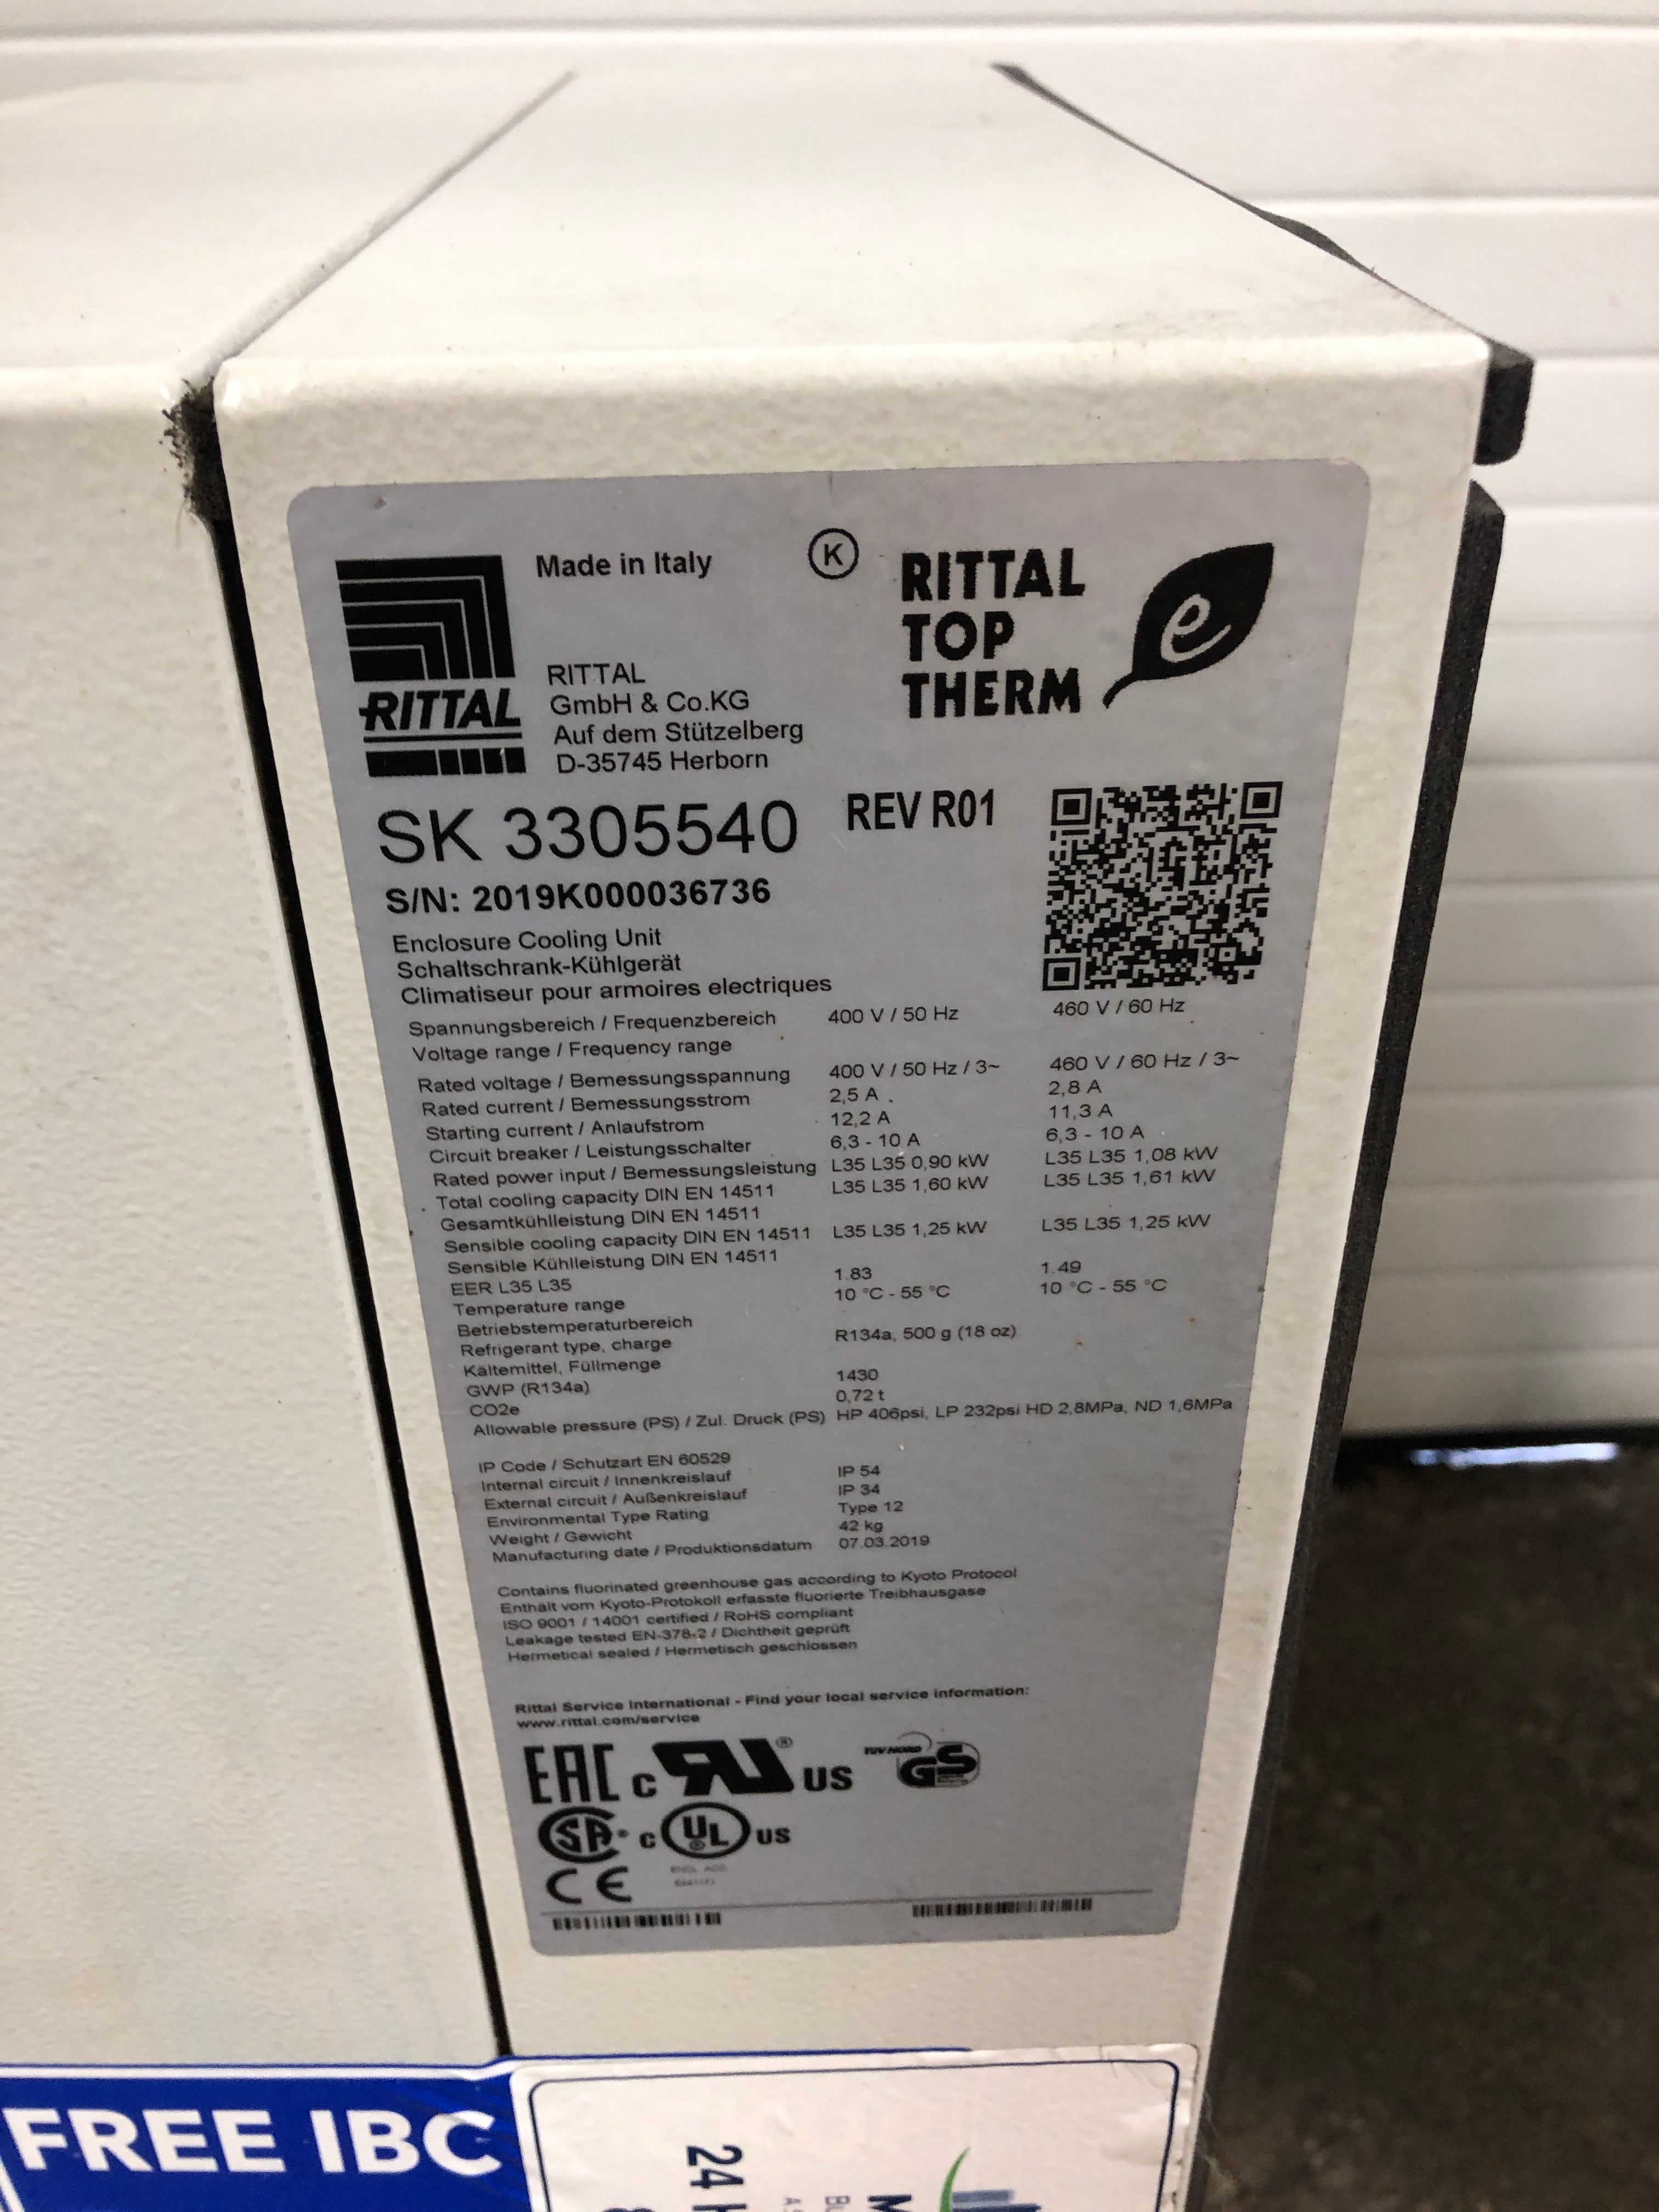 Made in Italy
K
RITTAL
TOP
THERM
e
RITTAL
RITTAL
GmbH & Co.KG
Auf dem Stützelberg
D-35745 Herborn
SK 3305540 REV R01
S/N: 2019K000036736
Enclosure Cooling Unit
Schaltschrank-Kühlgerät
Climatiseur pour armoires electriques
Spannungsbereich / Frequenzbereich 400 V / 50 Hz 460 V / 60 Hz
Voltage range / Frequency range
Rated voltage / Bemessungsspannung 400 V / 50 Hz / 3~ 460 V / 60 Hz / 3~
Rated current / Bemessungsstrom 2,5 A 2,8 A
Starting current / Anlaufstrom 12,2 A 11,3 A
Circuit breaker / Leistungsschalter 6,3 - 10 A 6,3 - 10 A
Rated power input / Bemessungsleistung L35 L35 0,90 kW L35 L35 1,08 kW
Total cooling capacity DIN EN 14511 L35 L35 1,60 kW L35 L35 1,61 kW
Gesamtkühlleistung DIN EN 14511
Sensible cooling capacity DIN EN 14511 L35 L35 1,25 kW L35 L35 1,25 kW
Sensible Kühlleistung DIN EN 14511
EER L35 L35 1.83 1.49
Temperature range 10 °C - 55 °C 10 °C - 55 °C
Betriebstemperaturbereich
Refrigerant type, charge R134a, 500 g (18 oz)
Kältemittel, Füllmenge
GWP (R134a) 1430
CO2e 0,72 t
Allowable pressure (PS) / Zul. Druck (PS) HP 406psi, LP 232psi HD 2,8MPa, ND 1,6MPa
IP Code / Schutzart EN 60529
Internal circuit / Innenkreislauf IP 54
External circuit / Außenkreislauf IP 34
Environmental Type Rating Type 12
Weight / Gewicht 42 kg
Manufacturing date / Produktionsdatum 07.03.2019
Contains fluorinated greenhouse gas according to Kyoto Protocol
Enthält vom Kyoto-Protokoll erfasste fluorierte Treibhausgase
ISO 9001 / 14001 certified / RoHS compliant
Leakage tested EN-378-2 / Dichtheit geprüft
Hermetical sealed / Hermetisch geschlossen
Rittal Service International - Find your local service information:
www.rittal.com/service
EAC c RU ® US TÜV NORD GS
SA ® c UL ® US
CE
FREE IBC
24 H